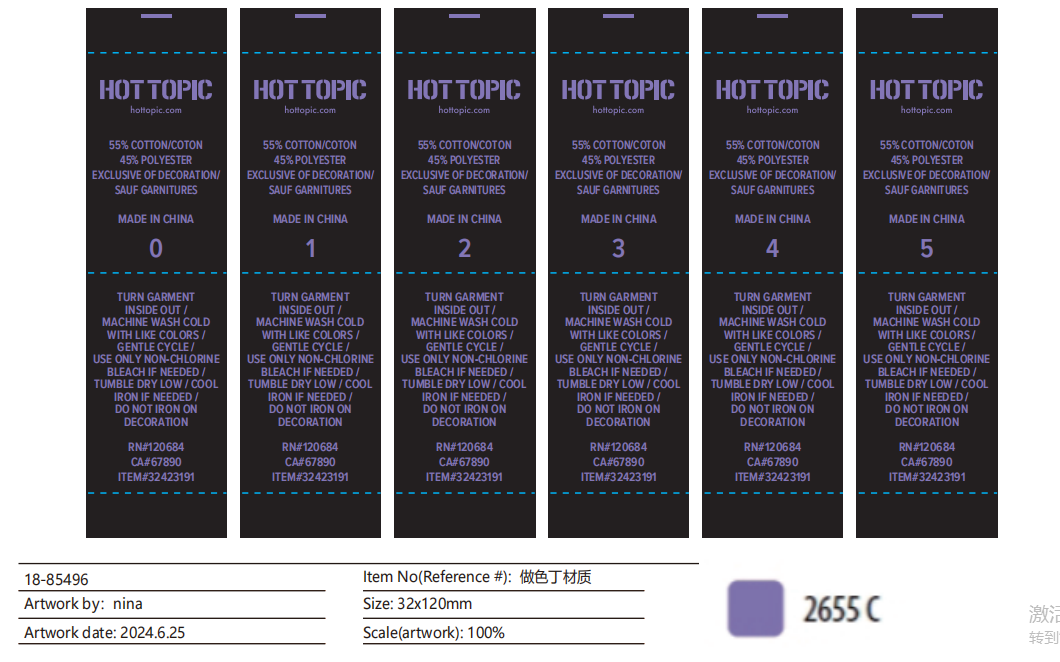 HOT TOPIC
hottopic.com
55% COTTON/COTON
45% POLYESTER
EXCLUSIVE OF DECORATION/
SAUF GARNITURES
MADE IN CHINA
0
TURN GARMENT
INSIDE OUT /
MACHINE WASH COLD
WITH LIKE COLORS /
GENTLE CYCLE /
USE ONLY NON-CHLORINE
BLEACH IF NEEDED /
TUMBLE DRY LOW / COOL
IRON IF NEEDED /
DO NOT IRON ON
DECORATION
RN#120684
CA#67890
ITEM#32423191
HOT TOPIC
hottopic.com
55% COTTON/COTON
45% POLYESTER
EXCLUSIVE OF DECORATION/
SAUF GARNITURES
MADE IN CHINA
1
TURN GARMENT
INSIDE OUT /
MACHINE WASH COLD
WITH LIKE COLORS /
GENTLE CYCLE /
USE ONLY NON-CHLORINE
BLEACH IF NEEDED /
TUMBLE DRY LOW / COOL
IRON IF NEEDED /
DO NOT IRON ON
DECORATION
RN#120684
CA#67890
ITEM#32423191
HOT TOPIC
hottopic.com
55% COTTON/COTON
45% POLYESTER
EXCLUSIVE OF DECORATION/
SAUF GARNITURES
MADE IN CHINA
2
TURN GARMENT
INSIDE OUT /
MACHINE WASH COLD
WITH LIKE COLORS /
GENTLE CYCLE /
USE ONLY NON-CHLORINE
BLEACH IF NEEDED /
TUMBLE DRY LOW / COOL
IRON IF NEEDED /
DO NOT IRON ON
DECORATION
RN#120684
CA#67890
ITEM#32423191
HOT TOPIC
hottopic.com
55% COTTON/COTON
45% POLYESTER
EXCLUSIVE OF DECORATION/
SAUF GARNITURES
MADE IN CHINA
3
TURN GARMENT
INSIDE OUT /
MACHINE WASH COLD
WITH LIKE COLORS /
GENTLE CYCLE /
USE ONLY NON-CHLORINE
BLEACH IF NEEDED /
TUMBLE DRY LOW / COOL
IRON IF NEEDED /
DO NOT IRON ON
DECORATION
RN#120684
CA#67890
ITEM#32423191
HOT TOPIC
hottopic.com
55% COTTON/COTON
45% POLYESTER
EXCLUSIVE OF DECORATION/
SAUF GARNITURES
MADE IN CHINA
4
TURN GARMENT
INSIDE OUT /
MACHINE WASH COLD
WITH LIKE COLORS /
GENTLE CYCLE /
USE ONLY NON-CHLORINE
BLEACH IF NEEDED /
TUMBLE DRY LOW / COOL
IRON IF NEEDED /
DO NOT IRON ON
DECORATION
RN#120684
CA#67890
ITEM#32423191
HOT TOPIC
hottopic.com
55% COTTON/COTON
45% POLYESTER
EXCLUSIVE OF DECORATION/
SAUF GARNITURES
MADE IN CHINA
5
TURN GARMENT
INSIDE OUT /
MACHINE WASH COLD
WITH LIKE COLORS /
GENTLE CYCLE /
USE ONLY NON-CHLORINE
BLEACH IF NEEDED /
TUMBLE DRY LOW / COOL
IRON IF NEEDED /
DO NOT IRON ON
DECORATION
RN#120684
CA#67890
ITEM#32423191
18-85496
Artwork by: nina
Artwork date: 2024.6.25
Item No(Reference #): 做色丁材质
Size: 32x120mm
Scale(artwork): 100%
2655 C
激活
转到